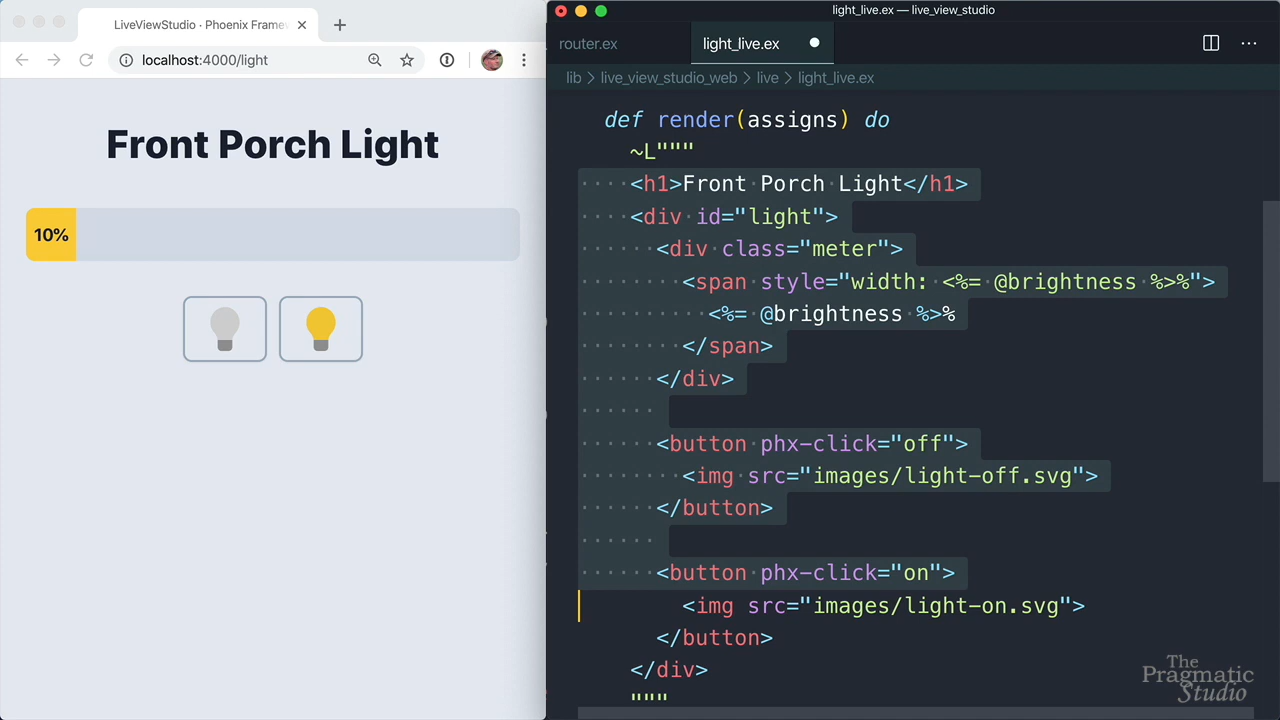 LiveViewStudio · Phoenix Framew
localhost:4000/light
Front Porch Light
10%
light_live.ex — live_view_studio
router.ex
light_live.ex
lib > live_view_studio_web > live > light_live.ex
def render(assigns) do
~L"""
<h1>Front Porch Light</h1>
<div id="light">
<div class="meter">
<span style="width: <%= @brightness %>%">
<%= @brightness %>%
</span>
</div>
<button phx-click="off">
<img src="images/light-off.svg">
</button>
<button phx-click="on">
<img src="images/light-on.svg">
</button>
</div>
"""
The
Pragmatic
Studio